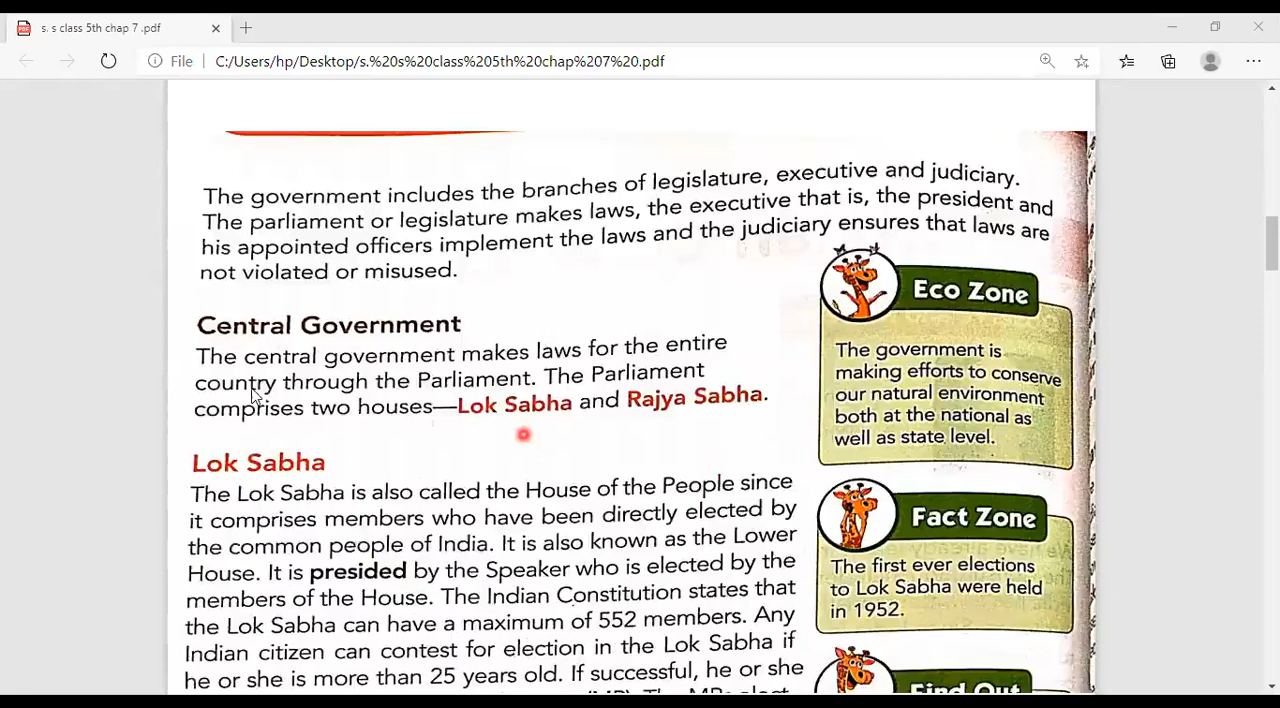 s. s class 5th chap 7 .pdf
File
C:/Users/hp/Desktop/s.%20s%20class%205th%20chap%207%20.pdf
The government includes the branches of legislature, executive and judiciary.
The parliament or legislature makes laws, the executive that is, the president and
his appointed officers implement the laws and the judiciary ensures that laws are
not violated or misused.
Central Government
The central government makes laws for the entire
country through the Parliament. The Parliament
comprises two houses—Lok Sabha and Rajya Sabha.
Lok Sabha
The Lok Sabha is also called the House of the People since
it comprises members who have been directly elected by
the common people of India. It is also known as the Lower
House. It is presided by the Speaker who is elected by the
members of the House. The Indian Constitution states that
the Lok Sabha can have a maximum of 552 members. Any
Indian citizen can contest for election in the Lok Sabha if
he or she is more than 25 years old. If successful, he or she
Eco Zone
The government is
making efforts to conserve
our natural environment
both at the national as
well as state level.
Fact Zone
The first ever elections
to Lok Sabha were held
in 1952.
Find Out